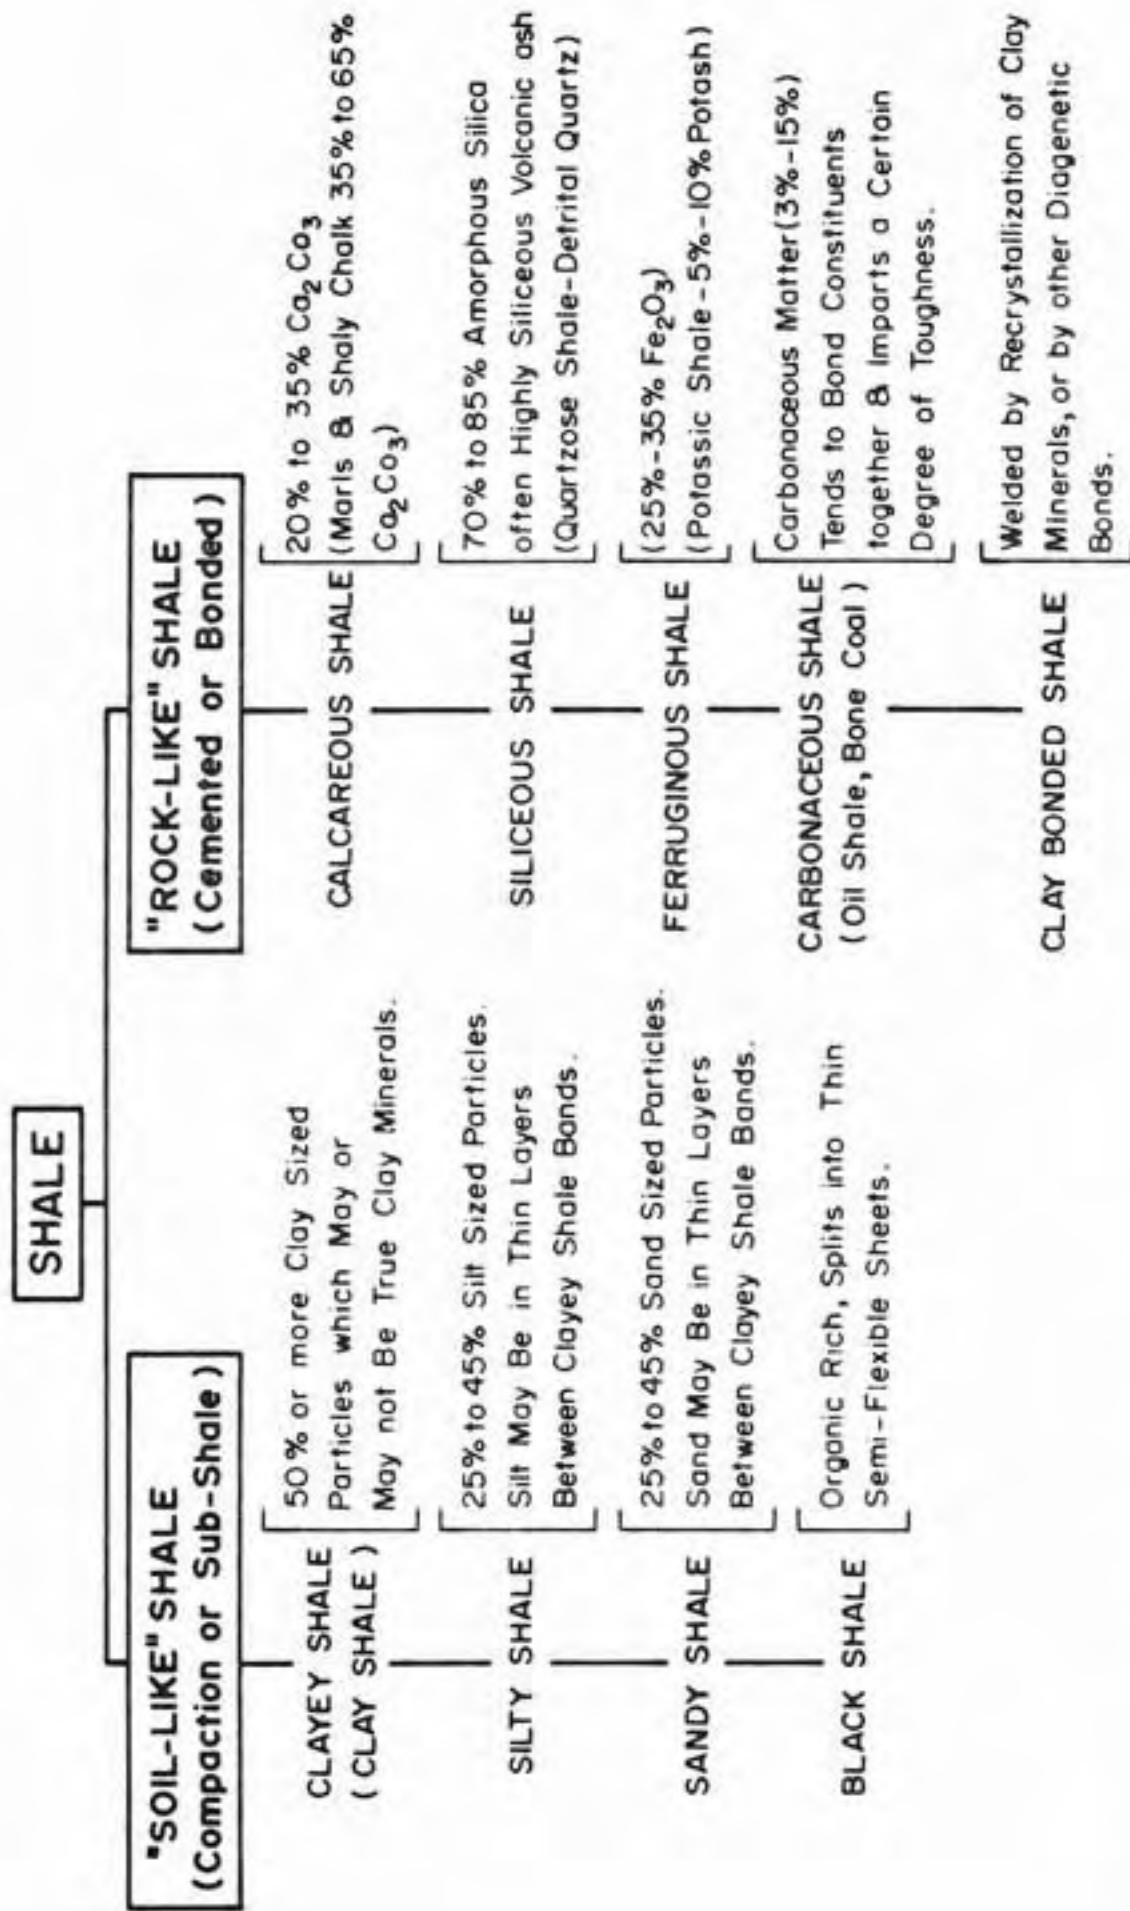 SHALE
"SOIL-LIKE" SHALE
(Compaction or Sub-Shale)
CLAYEY SHALE
(CLAY SHALE)
50% or more Clay Sized
Particles which May or
May not Be True Clay Minerals.
SILTY SHALE
25% to 45% Silt Sized Particles.
Silt May Be in Thin Layers
Between Clayey Shale Bands.
SANDY SHALE
25% to 45% Sand Sized Particles.
Sand May Be in Thin Layers
Between Clayey Shale Bands.
BLACK SHALE
Organic Rich, Splits into Thin
Semi-Flexible Sheets.
"ROCK-LIKE" SHALE
(Cemented or Bonded)
CALCAREOUS SHALE
20% to 35% Ca₂Co₃
(Marls & Shaly Chalk 35% to 65%
Ca₂Co₃)
SILICEOUS SHALE
70% to 85% Amorphous Silica
often Highly Siliceous Volcanic ash
(Quartzose Shale-Detrital Quartz)
FERRUGINOUS SHALE
(25%-35% Fe₂O₃)
(Potassic Shale-5%-10% Potash)
CARBONACEOUS SHALE
(Oil Shale, Bone Coal)
Carbonaceous Matter (3%-15%)
Tends to Bond Constituents
together & Imparts a Certain
Degree of Toughness.
CLAY BONDED SHALE
Welded by Recrystallization of Clay
Minerals, or by other Diagenetic
Bonds.